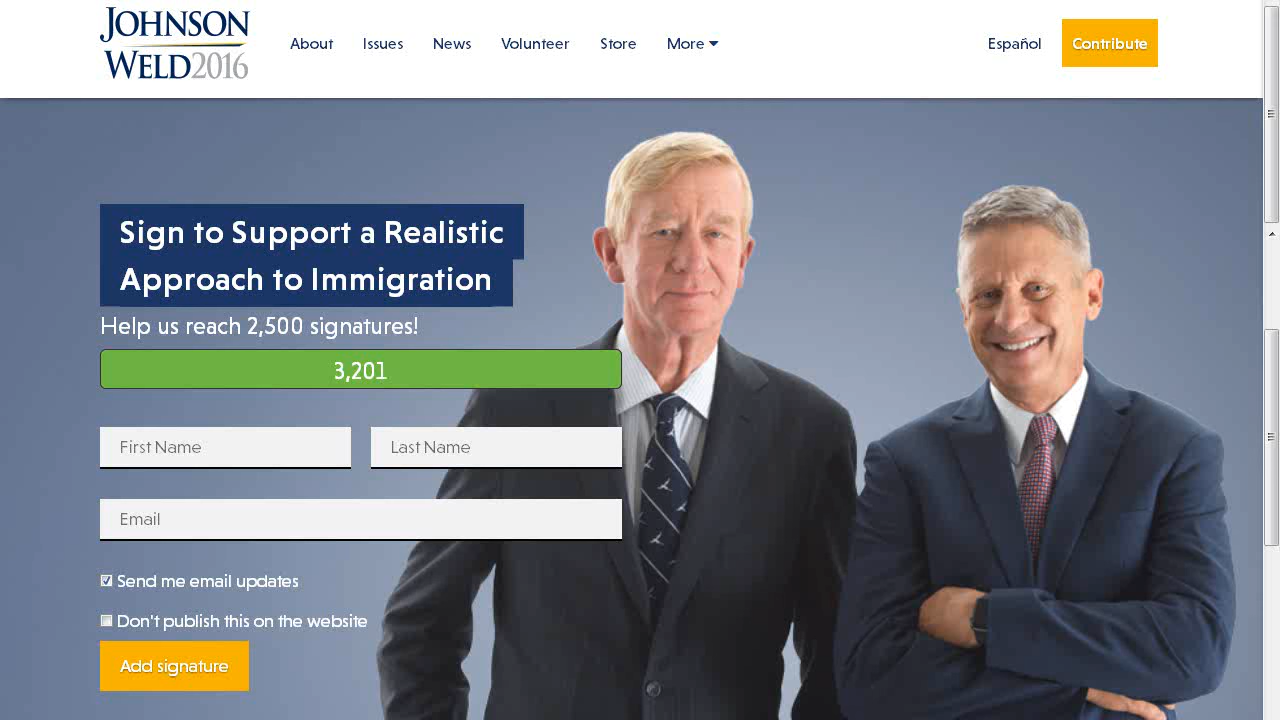 JOHNSON
WELD2016
About Issues News Volunteer Store More
Español Contribute
Sign to Support a Realistic
Approach to Immigration
Help us reach 2,500 signatures!
3,201
First Name Last Name
Email
Send me email updates
Don't publish this on the website
Add signature